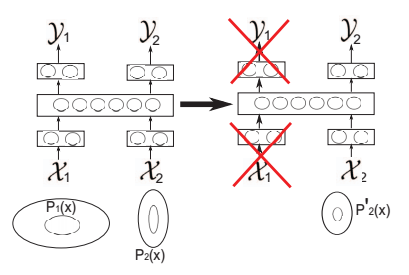 𝒴₁ 𝒴₂ 𝒴₁ 𝒴₂
𝒳₁ 𝒳₂ 𝒳₁ 𝒳₂
P₁(x) P₂(x) P'₂(x)